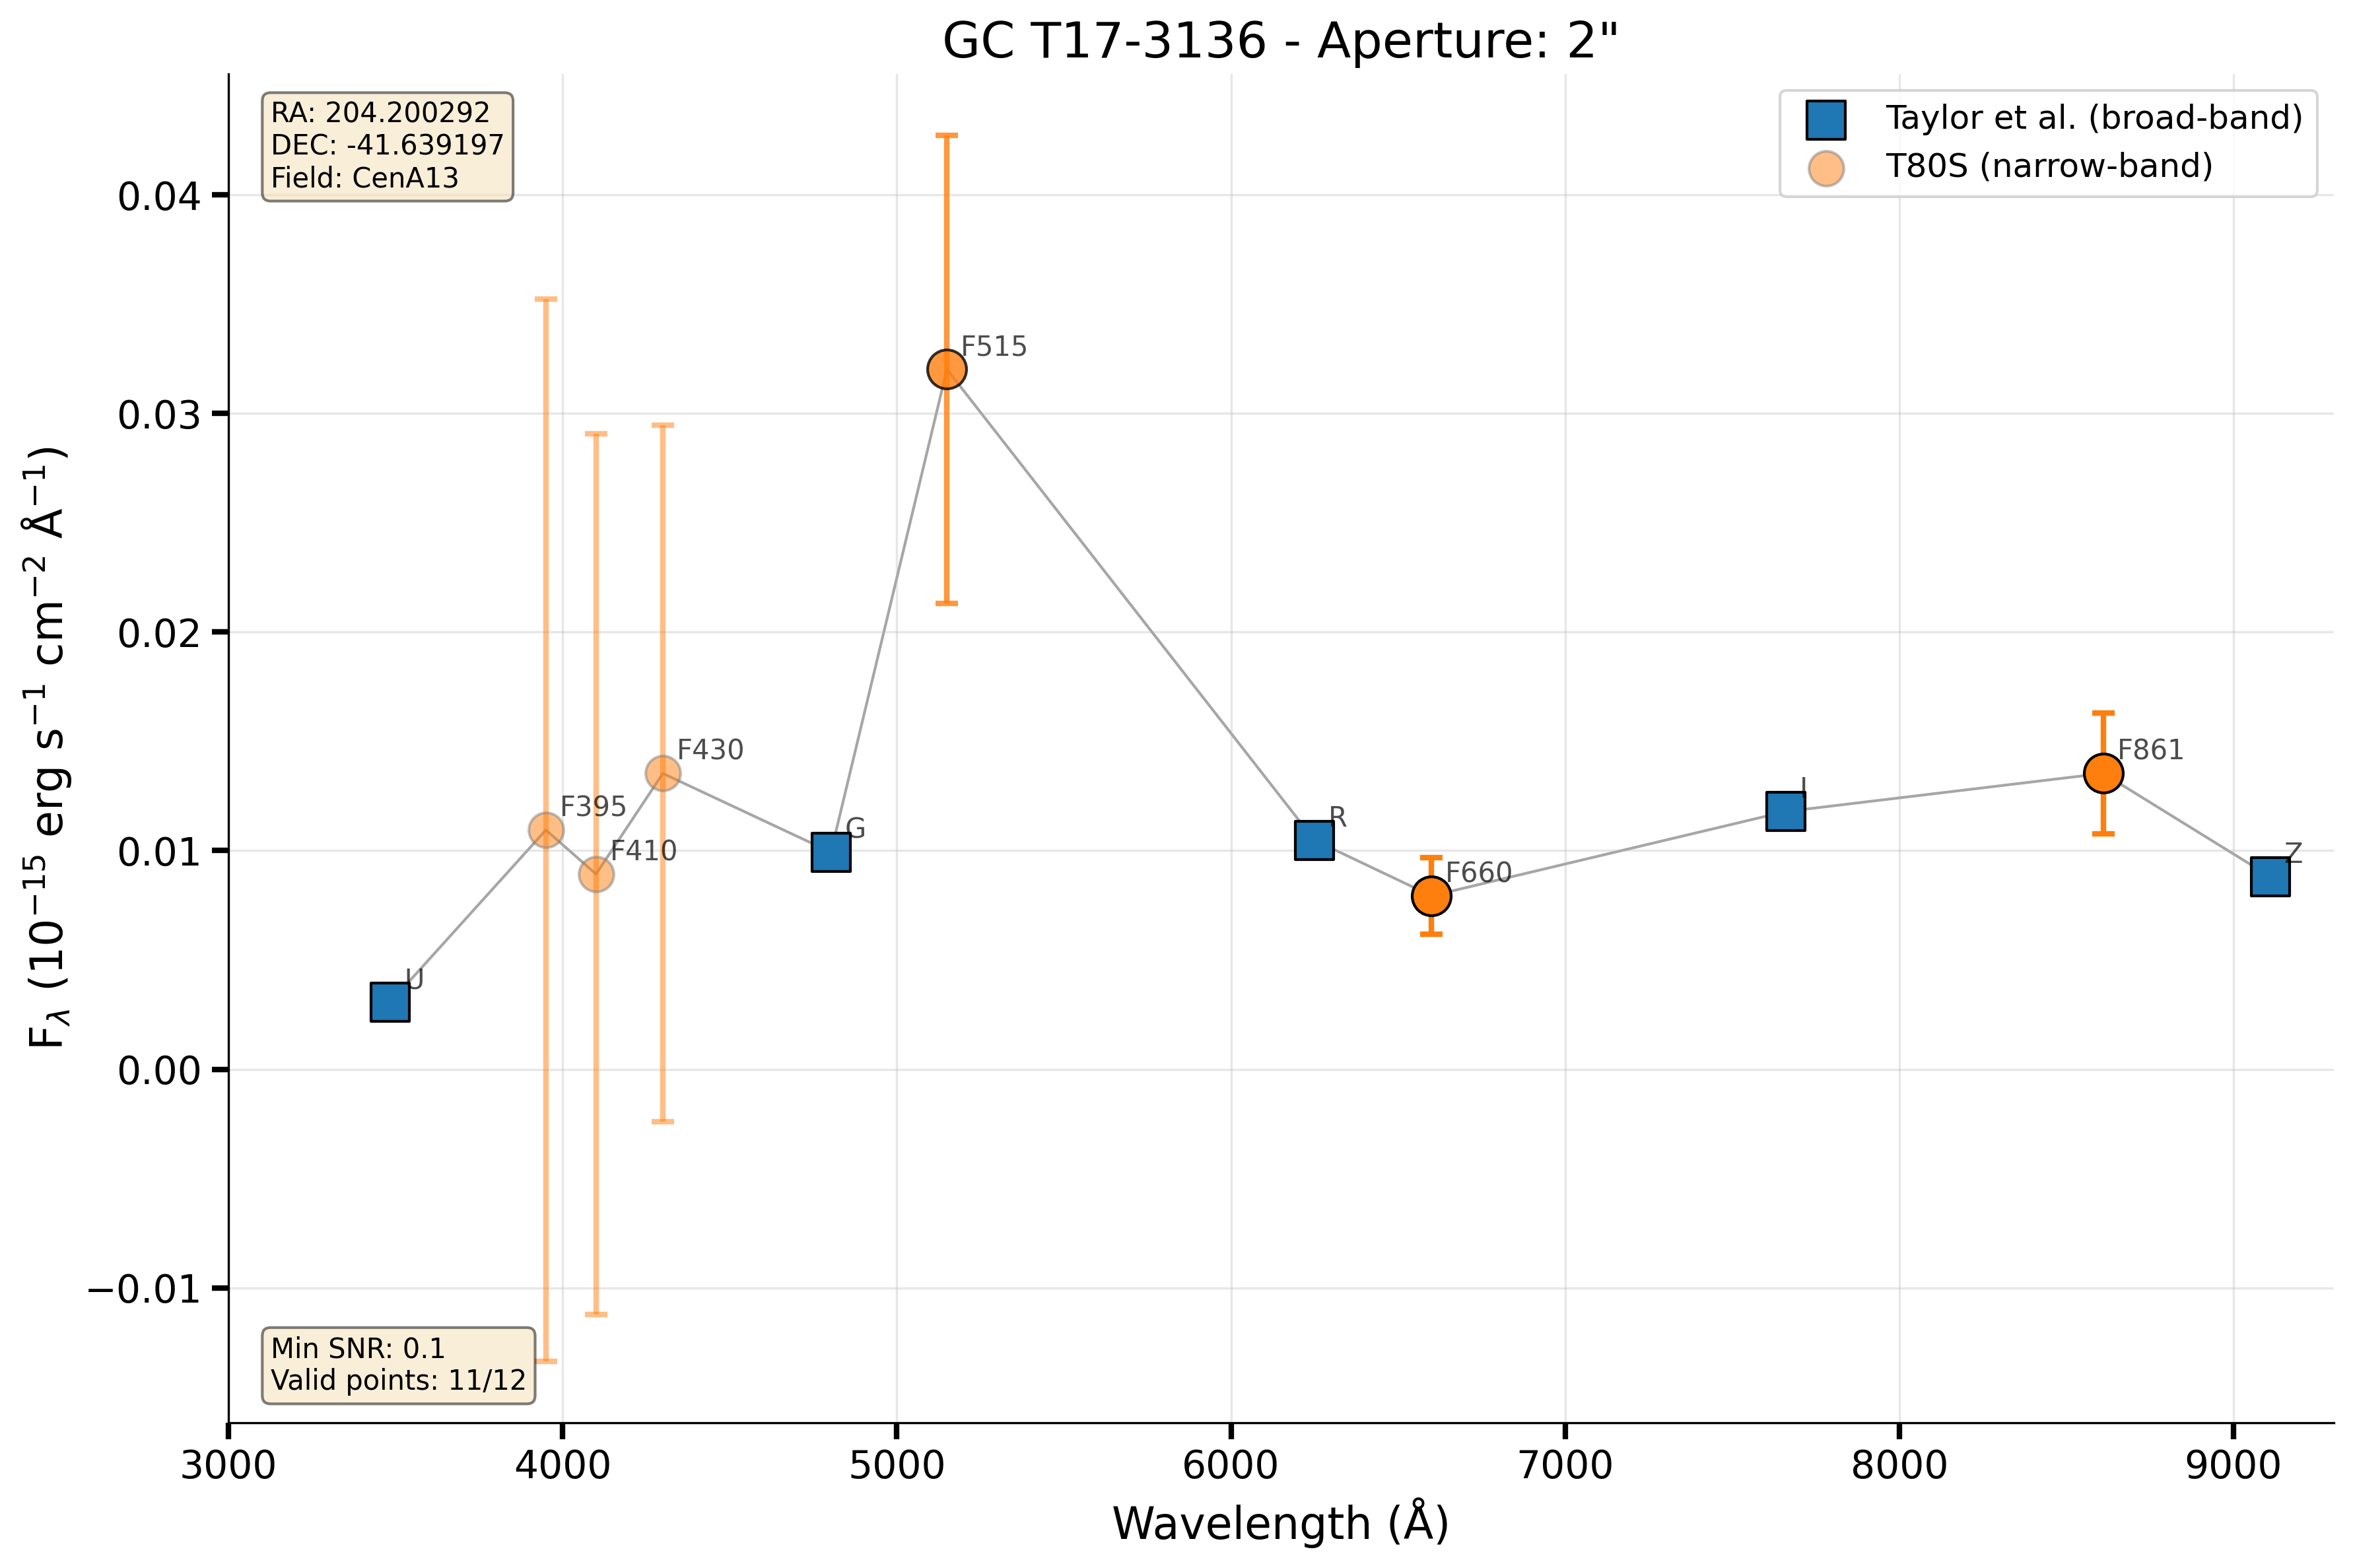 GC T17-3136 - Aperture: 2"
RA: 204.200292
DEC: -41.639197
Field: CenA13
Taylor et al. (broad-band)
T80S (narrow-band)
F515
F430
F395
F410
G
U
R
F660
I
F861
Z
0.04
0.03
0.02
0.01
0.00
−0.01
F_λ (10⁻¹⁵ erg s⁻¹ cm⁻² Å⁻¹)
Min SNR: 0.1
Valid points: 11/12
3000 4000 5000 6000 7000 8000 9000
Wavelength (Å)